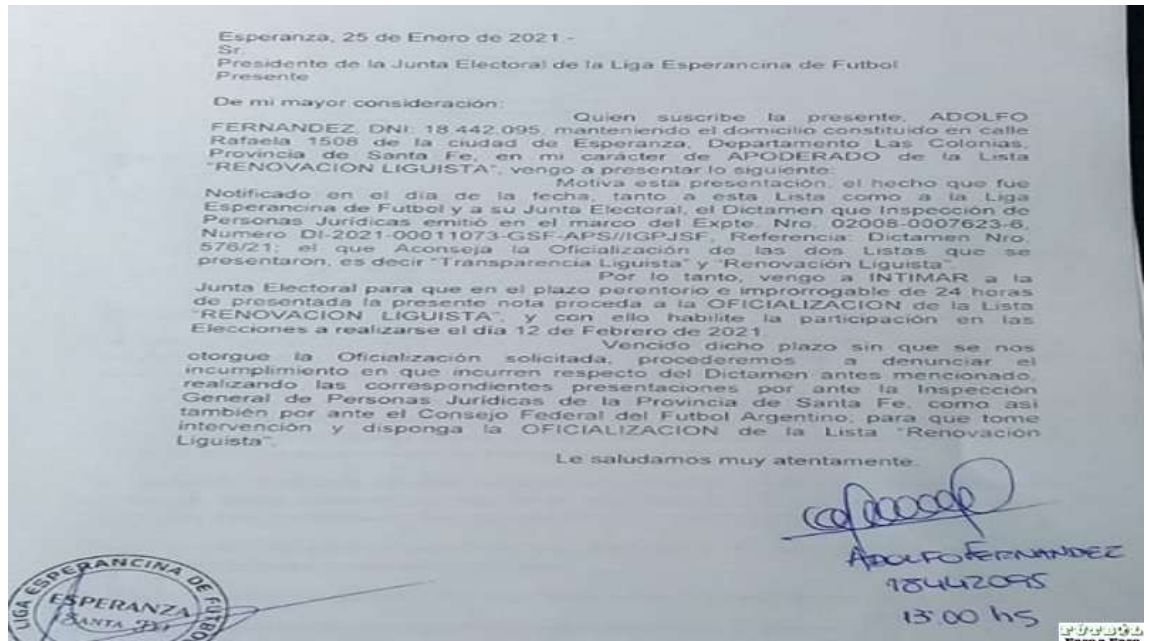 Esperanza, 25 de Enero de 2021.-
Sr.
Presidente de la Junta Electoral de la Liga Esperancina de Futbol
Presente
De mi mayor consideración:
Quien suscribe la presente, ADOLFO
FERNANDEZ, DNI: 18.442.095, manteniendo el domicilio constituido en calle
Rafaela 1508 de la ciudad de Esperanza, Departamento Las Colonias,
Provincia de Santa Fe, en mi carácter de APODERADO de la Lista
"RENOVACION LIGUISTA", vengo a presentar lo siguiente:
Motiva esta presentación, el hecho que fue
Notificado en el día de la fecha, tanto a esta Lista como a la Liga
Esperancina de Futbol y a su Junta Electoral, el Dictamen que Inspección de
Personas Jurídicas emitió en el marco del Expte. Nro. 02008-0007623-6,
Numero DI-2021-00011073-GSF-APS//IGPJSF, Referencia: Dictamen Nro.
576/21; el que Aconseja la Oficialización de las dos Listas que se
presentaron, es decir "Transparencia Liguista" y "Renovación Liguista".
Por lo tanto, vengo a INTIMAR a la
Junta Electoral para que en el plazo perentorio e improrrogable de 24 horas
de presentada la presente nota proceda a la OFICIALIZACION de la Lista
"RENOVACION LIGUISTA", y con ello habilite la participación en las
Elecciones a realizarse el día 12 de Febrero de 2021.
Vencido dicho plazo sin que se nos
otorgue la Oficialización solicitada, procederemos a denunciar el
incumplimiento en que incurren respecto del Dictamen antes mencionado,
realizando las correspondientes presentaciones por ante la Inspección
General de Personas Jurídicas de la Provincia de Santa Fe, como así
también por ante el Consejo Federal del Futbol Argentino, para que tome
intervención y disponga la OFICIALIZACION de la Lista "Renovación
Liguista".
Le saludamos muy atentamente.
ADOLFO FERNANDEZ
18442095
13:00 hs
LIGA ESPERANCINA DE FUTBOL
ESPERANZA
SANTA FE
FÚTBOL